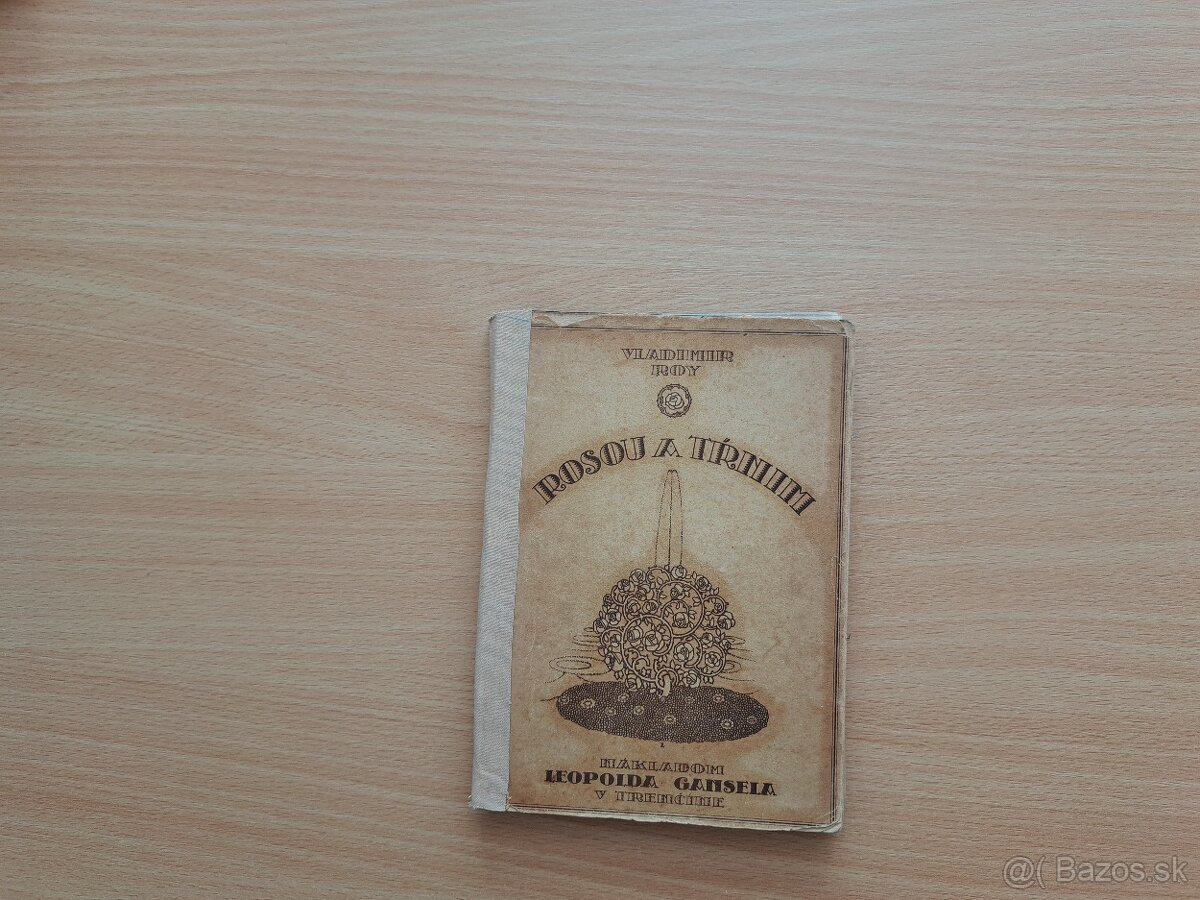 VLADIMIR
ROY
ROSOU A TŔNIM
NÁKLADOM
LEOPOLDA GANSELA
V TRENČÍNE
@( Bazos.sk